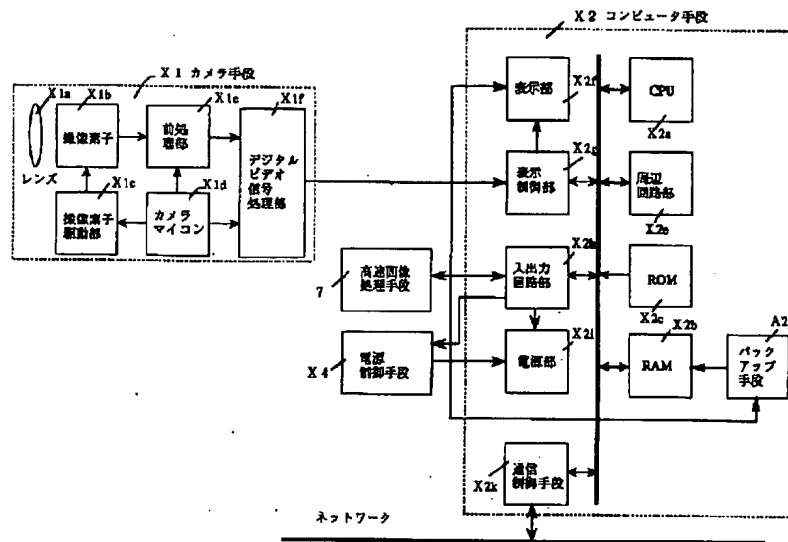 X2 コンピュータ手段
X1 カメラ手段
X1a
X1b
X1e
X1f
レンズ
撮像素子
前処
理部
デジタル
ビデオ
信号
処理部
X1c
X1d
撮像素子
駆動部
カメラ
マイコン
表示部
X2f
CPU
X2a
表示
制御部
X2g
周辺
回路部
X2e
高速画像
処理手段
7
入出力
回路部
X2h
ROM
X2c
X2b
電源
制御手段
X4
電源部
X2i
RAM
A2
バック
アップ
手段
通信
制御手段
X2k
ネットワーク